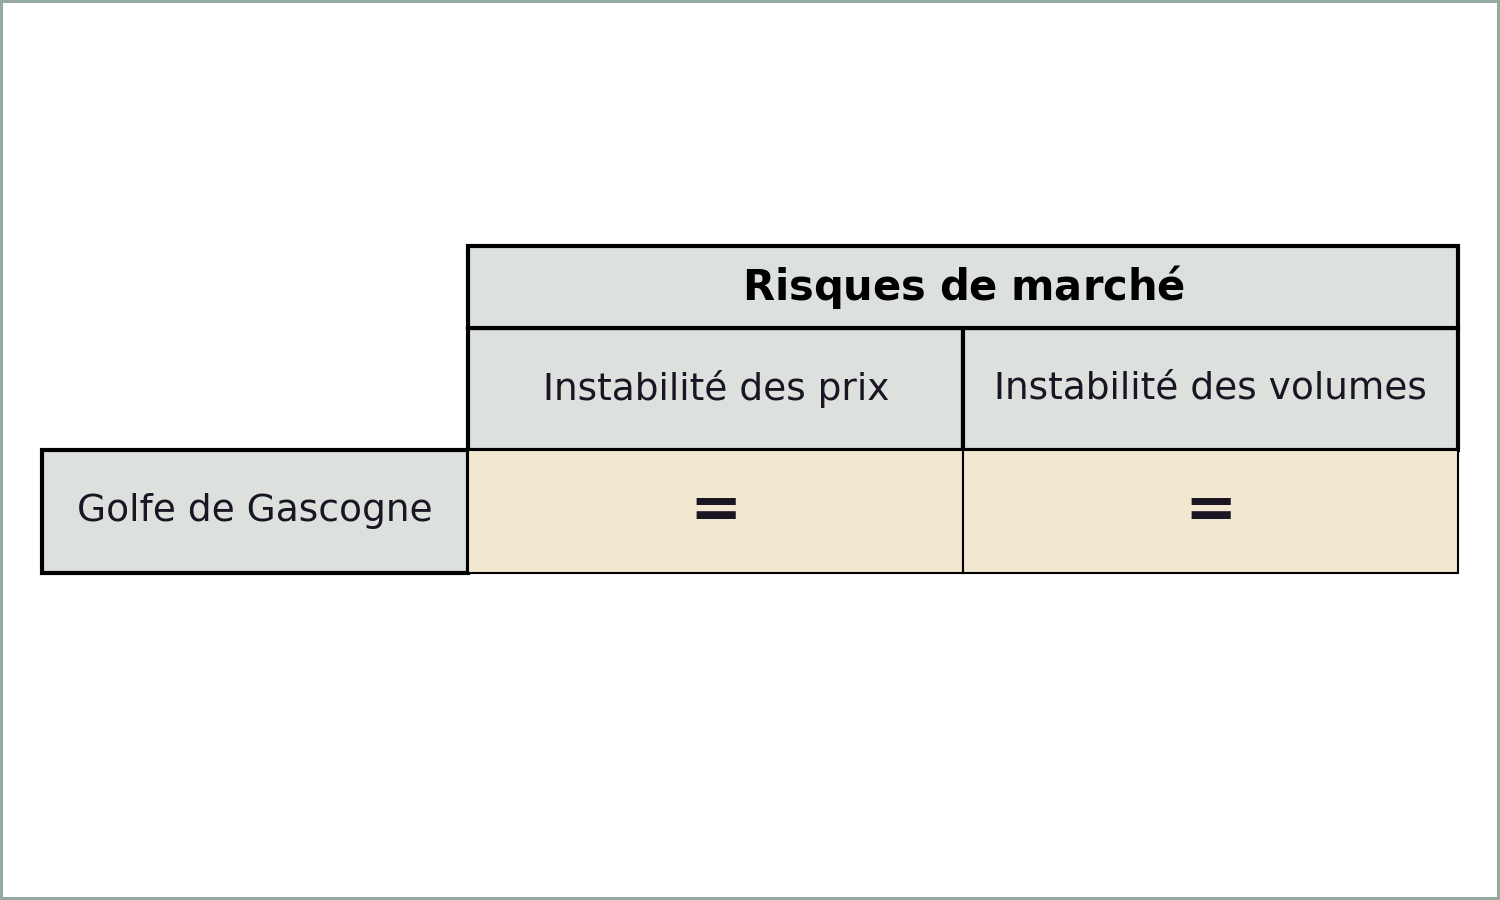 Risques de marché
Instabilité des prix
Instabilité des volumes
Golfe de Gascogne
=
=